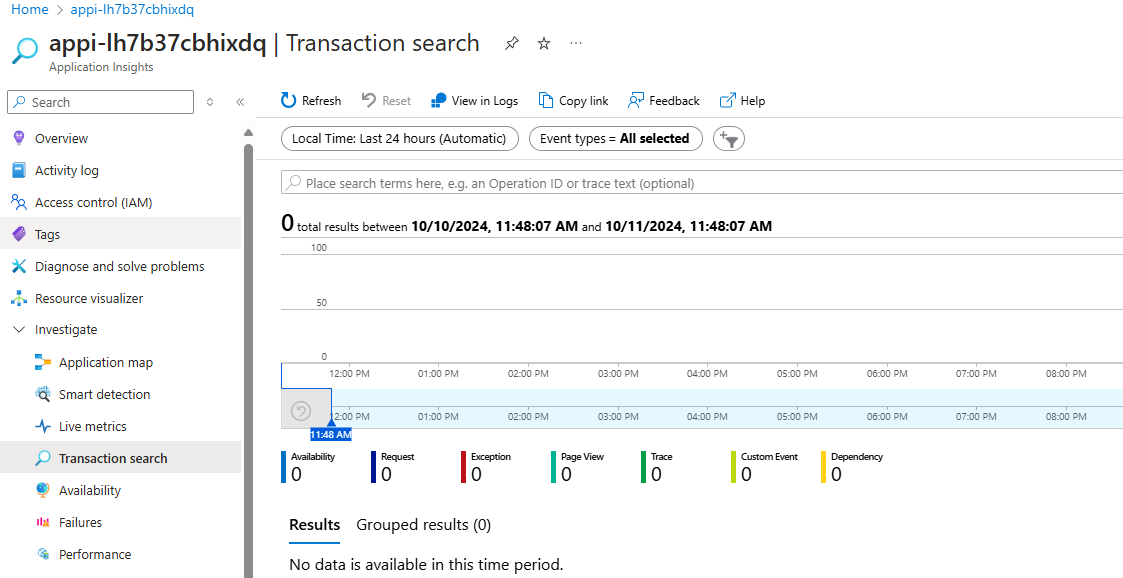 Home > appi-lh7b37cbhixdq
appi-lh7b37cbhixdq | Transaction search
Application Insights
Search
Refresh Reset View in Logs Copy link Feedback Help
Overview
Activity log
Access control (IAM)
Tags
Diagnose and solve problems
Resource visualizer
Investigate
Application map
Smart detection
Live metrics
Transaction search
Availability
Failures
Performance
Local Time: Last 24 hours (Automatic) Event types = All selected
Place search terms here, e.g. an Operation ID or trace text (optional)
0 total results between 10/10/2024, 11:48:07 AM and 10/11/2024, 11:48:07 AM
100
50
0
12:00 PM 01:00 PM 02:00 PM 03:00 PM 04:00 PM 05:00 PM 06:00 PM 07:00 PM 08:00 PM
12:00 PM 01:00 PM 02:00 PM 03:00 PM 04:00 PM 05:00 PM 06:00 PM 07:00 PM 08:00 PM
11:48 AM
Availability Request Exception Page View Trace Custom Event Dependency
0 0 0 0 0 0 0
Results Grouped results (0)
No data is available in this time period.